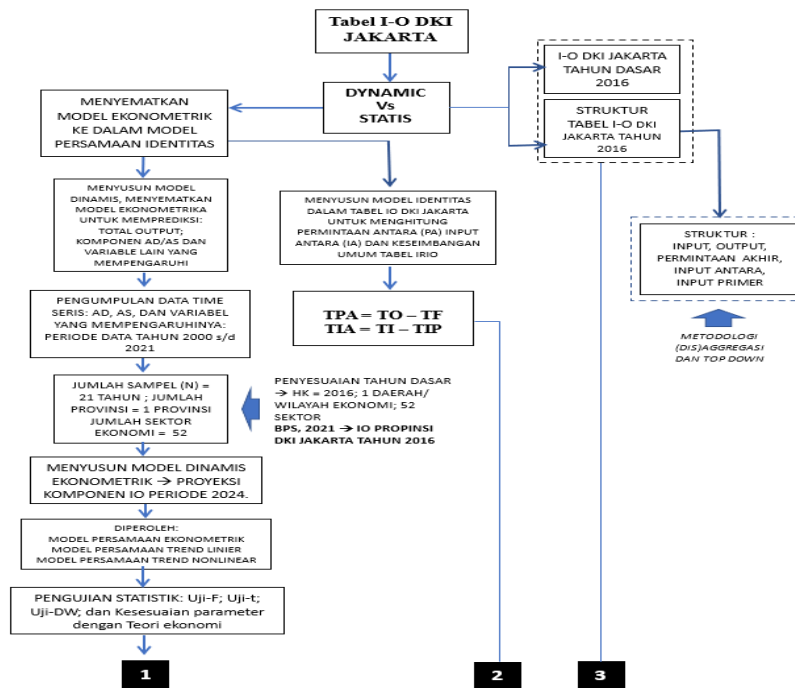 Tabel I-O DKI
JAKARTA
DYNAMIC
Vs
STATIS
I-O DKI JAKARTA
TAHUN DASAR
2016
STRUKTUR
TABEL I-O DKI
JAKARTA TAHUN
2016
MENYEMATKAN
MODEL EKONOMETRIK
KE DALAM MODEL
PERSAMAAN IDENTITAS
MENYUSUN MODEL
DINAMIS, MENYEMATKAN
MODEL EKONOMETRIKA
UNTUK MEMPREDIKSI:
TOTAL OUTPUT;
KOMPONEN AD/AS DAN
VARIABLE LAIN YANG
MEMPENGARUHI
MENYUSUN MODEL IDENTITAS
DALAM TABEL IO DKI JAKARTA
UNTUK MENGHITUNG
PERMINTAAN ANTARA (PA) INPUT
ANTARA (IA) DAN KESEIMBANGAN
UMUM TABEL IRIO
STRUKTUR :
INPUT, OUTPUT,
PERMINTAAN AKHIR,
INPUT ANTARA,
INPUT PRIMER
METODOLOGI
(DIS)AGGREGASI
DAN TOP DOWN
PENGUMPULAN DATA TIME
SERIS: AD, AS, DAN VARIABEL
YANG MEMPENGARUHINYA:
PERIODE DATA TAHUN 2000 s/d
2021
TPA = TO – TF
TIA = TI – TIP
JUMLAH SAMPEL (N) =
21 TAHUN ; JUMLAH
PROVINSI = 1 PROVINSI
JUMLAH SEKTOR
EKONOMI = 52
PENYESUAIAN TAHUN DASAR
→ HK = 2016; 1 DAERAH/
WILAYAH EKONOMI; 52
SEKTOR
BPS, 2021 → IO PROPINSI
DKI JAKARTA TAHUN 2016
MENYUSUN MODEL DINAMIS
EKONOMETRIK → PROYEKSI
KOMPONEN IO PERIODE 2024.
DIPEROLEH:
MODEL PERSAMAAN EKONOMETRIK
MODEL PERSAMAAN TREND LINIER
MODEL PERSAMAAN TREND NONLINEAR
PENGUJIAN STATISTIK: Uji-F; Uji-t;
Uji-DW; dan Kesesuaian parameter
dengan Teori ekonomi
1
2
3